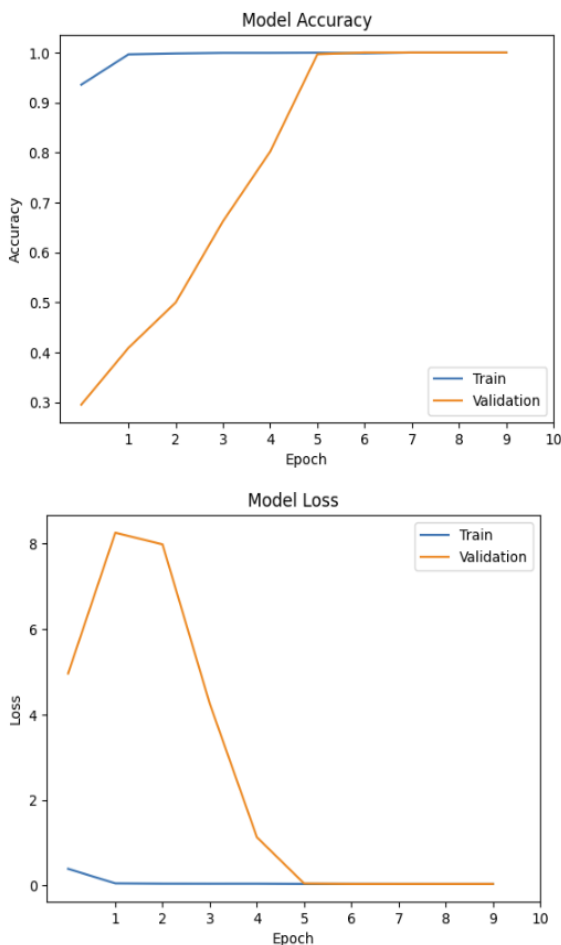 Model Accuracy
1.0
0.9
0.8
0.7
0.6
0.5
0.4
0.3
Accuracy
Train
Validation
1 2 3 4 5 6 7 8 9 10
Epoch
Model Loss
8
6
4
2
0
Loss
Train
Validation
1 2 3 4 5 6 7 8 9 10
Epoch